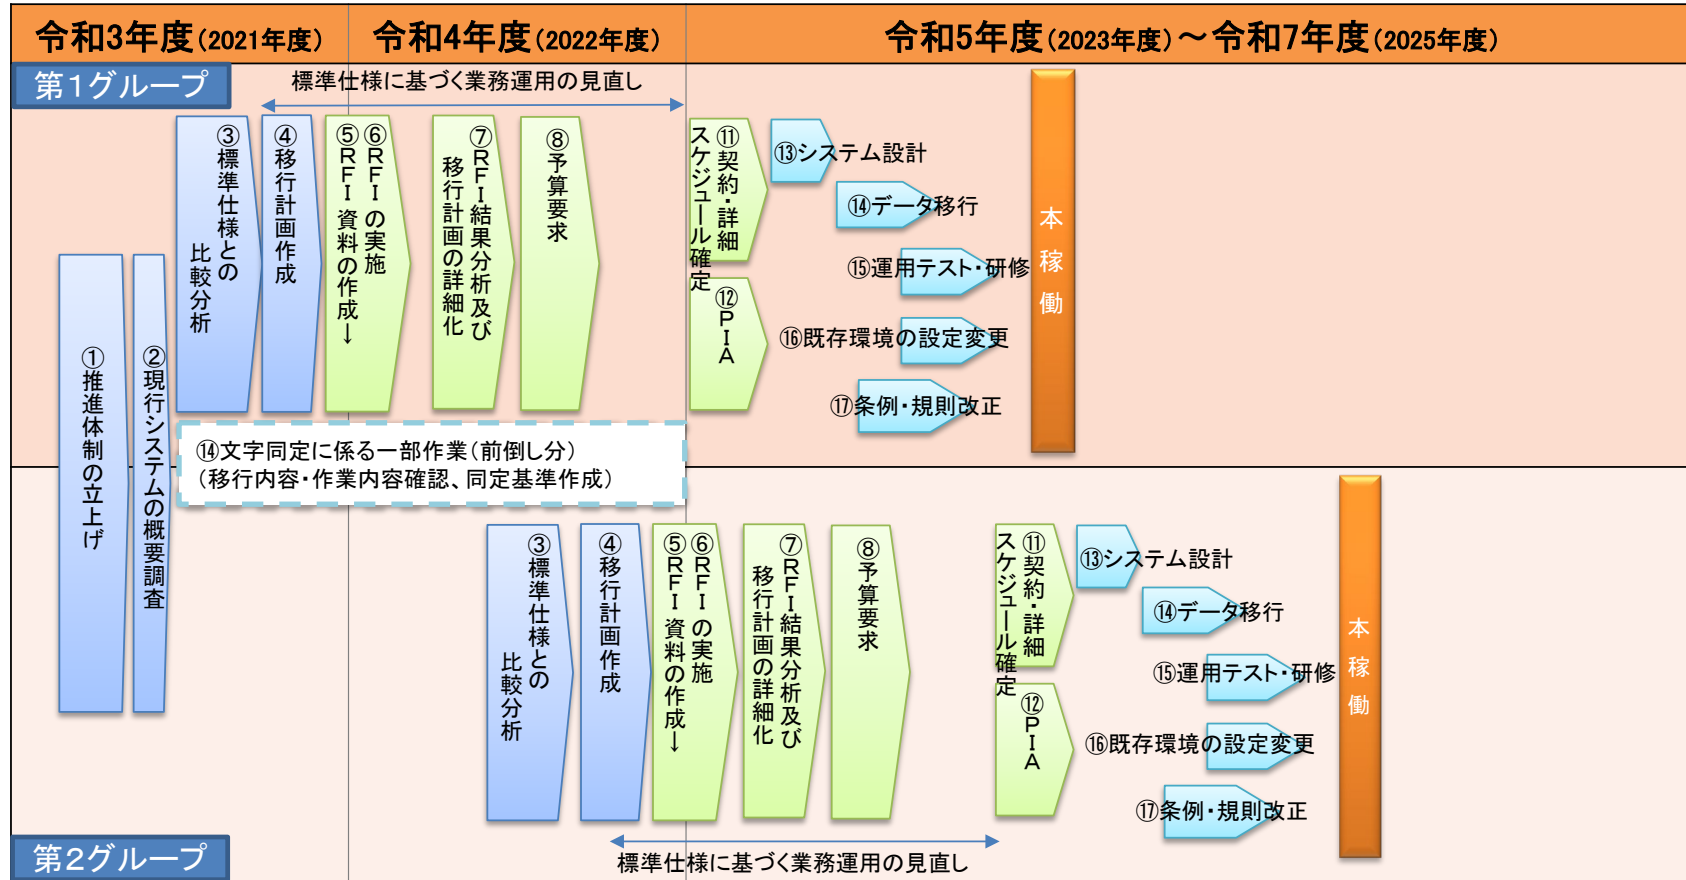 令和3年度(2021年度)
令和4年度(2022年度)
令和5年度(2023年度)～令和7年度(2025年度)
第1グループ
標準仕様に基づく業務運用の見直し
①推進体制の立上げ
②現行システムの概要調査
③標準仕様との
比較分析
④移行計画作成
⑥RFIの実施
⑤RFI資料の作成→
⑦RFI結果分析及び
移行計画の詳細化
⑧予算要求
⑪契約・詳細
スケジュール確定
⑫PIA
⑬システム設計
⑭データ移行
⑮運用テスト・研修
⑯既存環境の設定変更
⑰条例・規則改正
本稼働
⑭文字同定に係る一部作業(前倒し分)
(移行内容・作業内容確認、同定基準作成)
③標準仕様との
比較分析
④移行計画作成
⑥RFIの実施
⑤RFI資料の作成→
⑦RFI結果分析及び
移行計画の詳細化
⑧予算要求
⑪契約・詳細
スケジュール確定
⑫PIA
⑬システム設計
⑭データ移行
⑮運用テスト・研修
⑯既存環境の設定変更
⑰条例・規則改正
本稼働
第2グループ
標準仕様に基づく業務運用の見直し